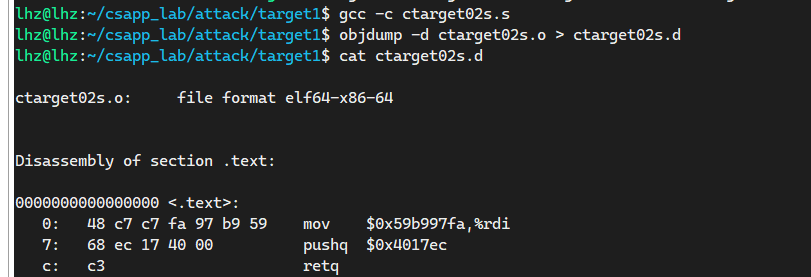 lhz@lhz:~/csapp_lab/attack/target1$ gcc -c ctarget02s.s
lhz@lhz:~/csapp_lab/attack/target1$ objdump -d ctarget02s.o > ctarget02s.d
lhz@lhz:~/csapp_lab/attack/target1$ cat ctarget02s.d
ctarget02s.o:     file format elf64-x86-64
Disassembly of section .text:
0000000000000000 <.text>:
   0:   48 c7 c7 fa 97 b9 59    mov    $0x59b997fa,%rdi
   7:   68 ec 17 40 00          pushq  $0x4017ec
   c:   c3                      retq